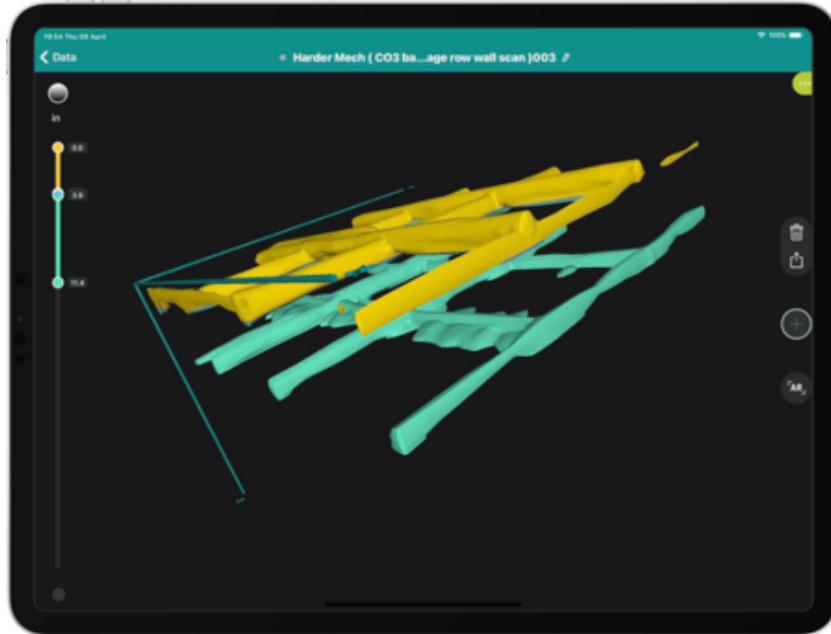 19:54 Thu 08 April
100%
Data
Harder Mech ( CO3 ba...age row wall scan )003
in
0.0
3.9
11.4
AR